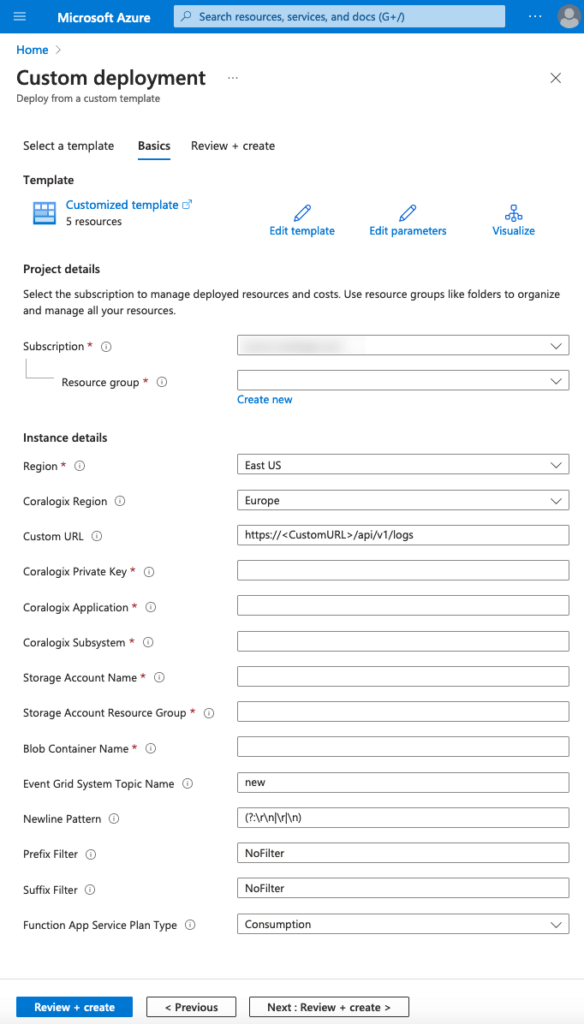 Microsoft Azure
Search resources, services, and docs (G+/)
Home
Custom deployment
Deploy from a custom template
Select a template
Basics
Review + create
Template
Customized template
5 resources
Edit template
Edit parameters
Visualize
Project details
Select the subscription to manage deployed resources and costs. Use resource groups like folders to organize
and manage all your resources.
Subscription *
Resource group *
Create new
Instance details
Region * East US
Coralogix Region Europe
Custom URL https://<CustomURL>/api/v1/logs
Coralogix Private Key *
Coralogix Application *
Coralogix Subsystem *
Storage Account Name *
Storage Account Resource Group *
Blob Container Name *
Event Grid System Topic Name new
Newline Pattern (?:\r\n|\r|\n)
Prefix Filter NoFilter
Suffix Filter NoFilter
Function App Service Plan Type Consumption
Review + create
< Previous
Next : Review + create >